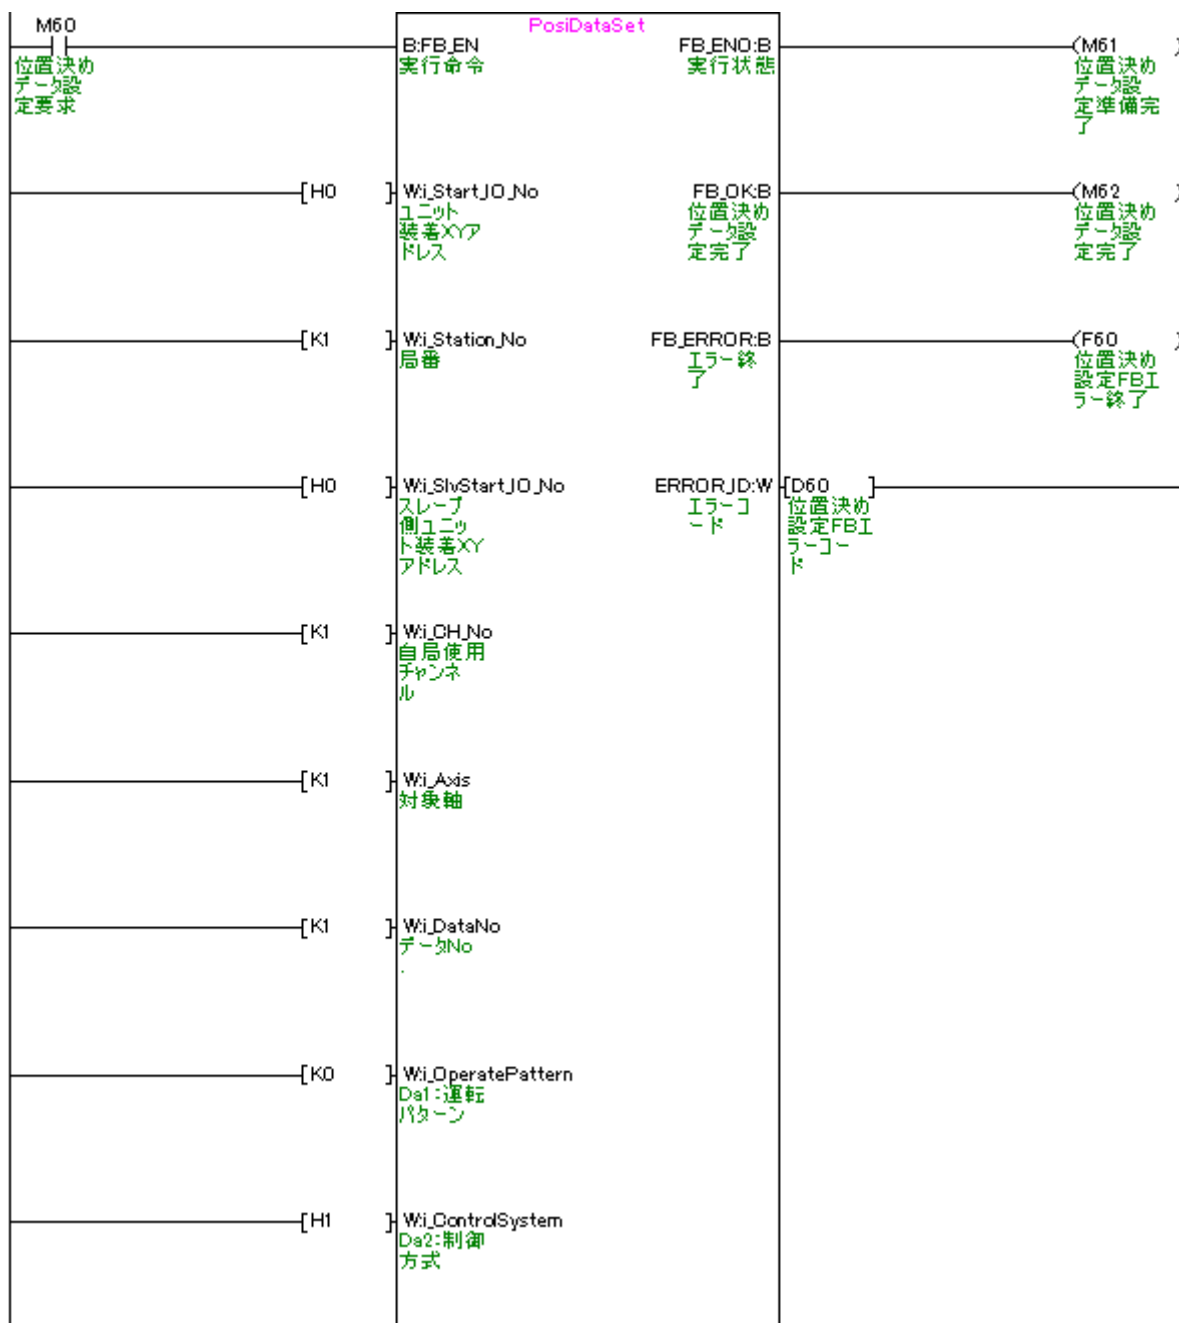 PosiDataSet
M60
B:FB_EN
FB_ENO:B
(M61 )
位置決め
データ設
定要求
実行命令
実行状態
位置決め
データ設
定準備完
了
[H0 ]
W:i_Start_IO_No
FB_OK:B
(M62 )
ユニット
装着XYア
ドレス
位置決め
データ設
定完了
位置決め
データ設
定完了
[K1 ]
W:i_Station_No
FB_ERROR:B
(F60 )
局番
エラー終
了
位置決め
設定FBエ
ラー終了
[H0 ]
W:i_SlvStart_IO_No
ERROR_ID:W
[D60 ]
スレーブ
側ユニッ
ト装着XY
アドレス
エラーコ
ード
位置決め
設定FBエ
ラーコー
ド
[K1 ]
W:i_CH_No
自局使用
チャンネ
ル
[K1 ]
W:i_Axis
対象軸
[K1 ]
W:i_DataNo
データNo
.
[K0 ]
W:i_OperatePattern
Da1:運転
パターン
[H1 ]
W:i_ControlSystem
Da2:制御
方式